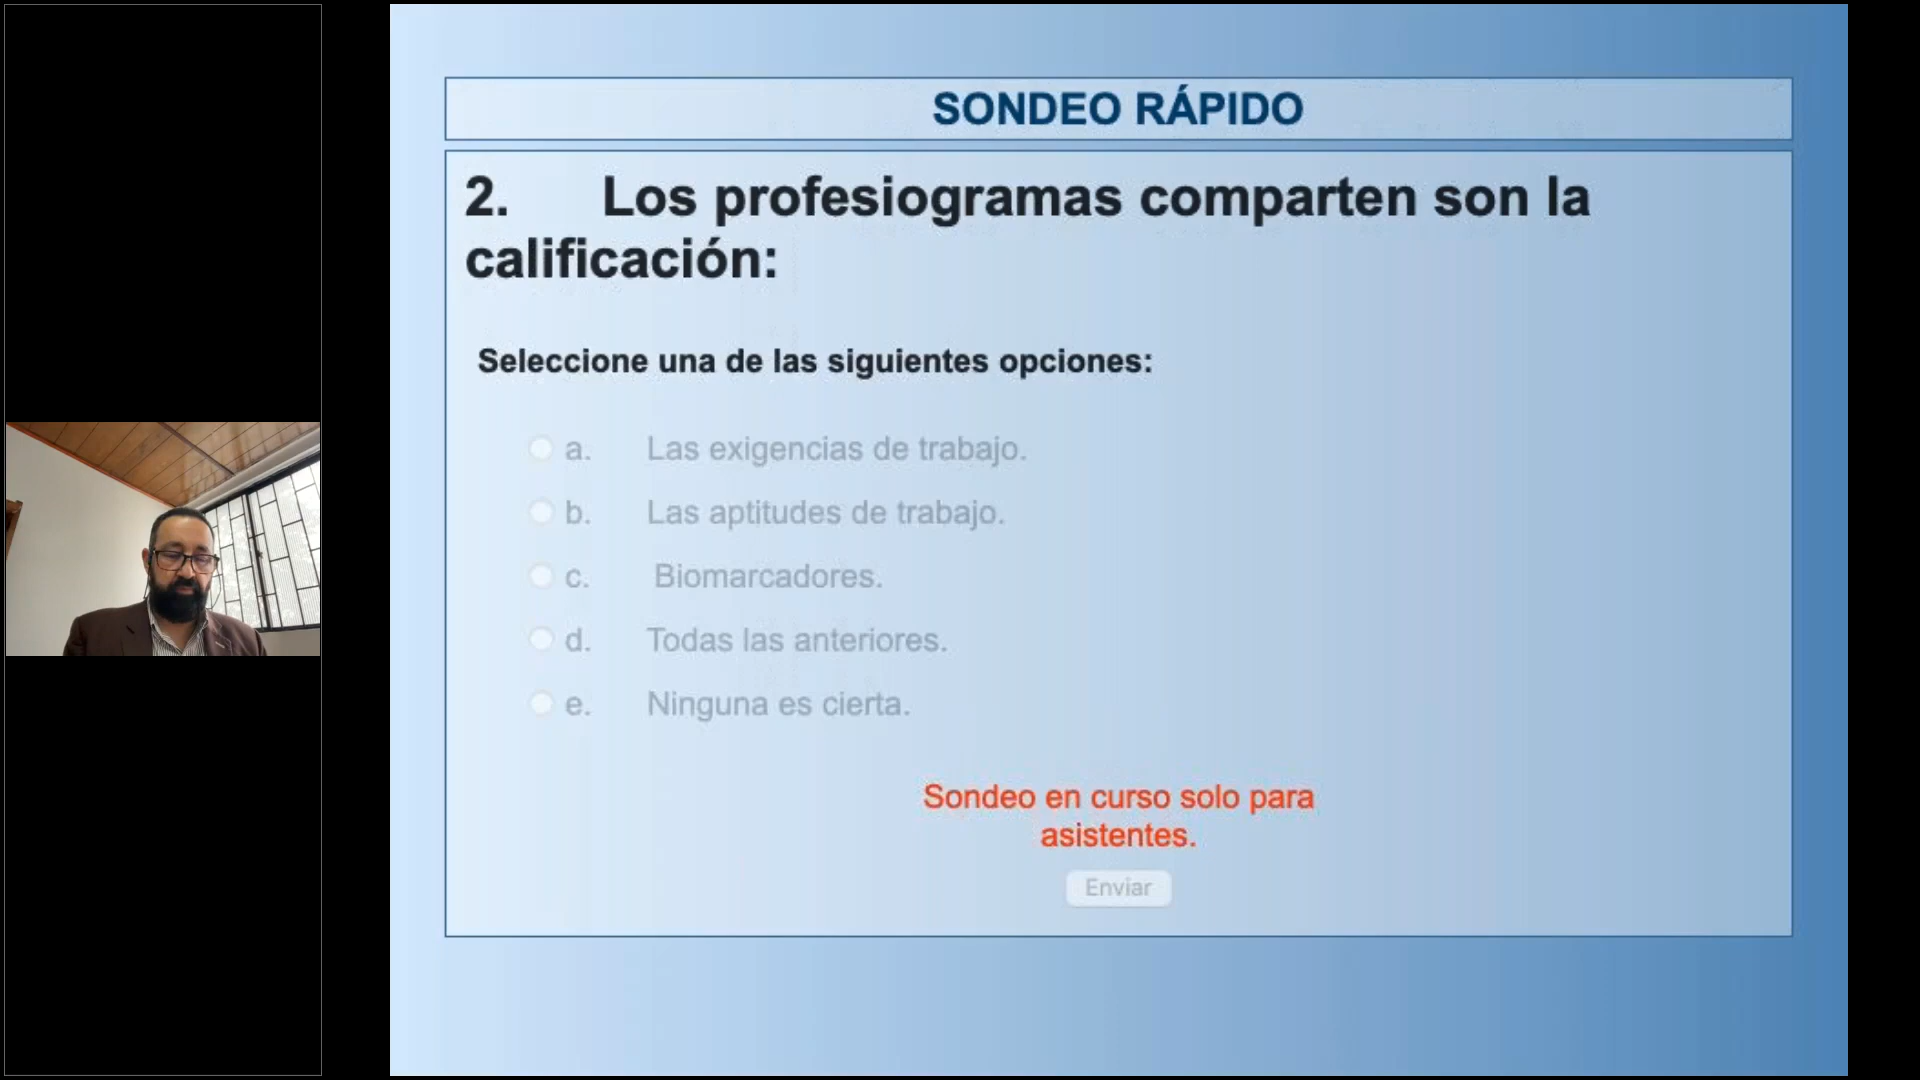 SONDEO RÁPIDO
2. Los profesiogramas comparten son la
calificación:
Seleccione una de las siguientes opciones:
a. Las exigencias de trabajo.
b. Las aptitudes de trabajo.
c. Biomarcadores.
d. Todas las anteriores.
e. Ninguna es cierta.
Sondeo en curso solo para
asistentes.
Enviar